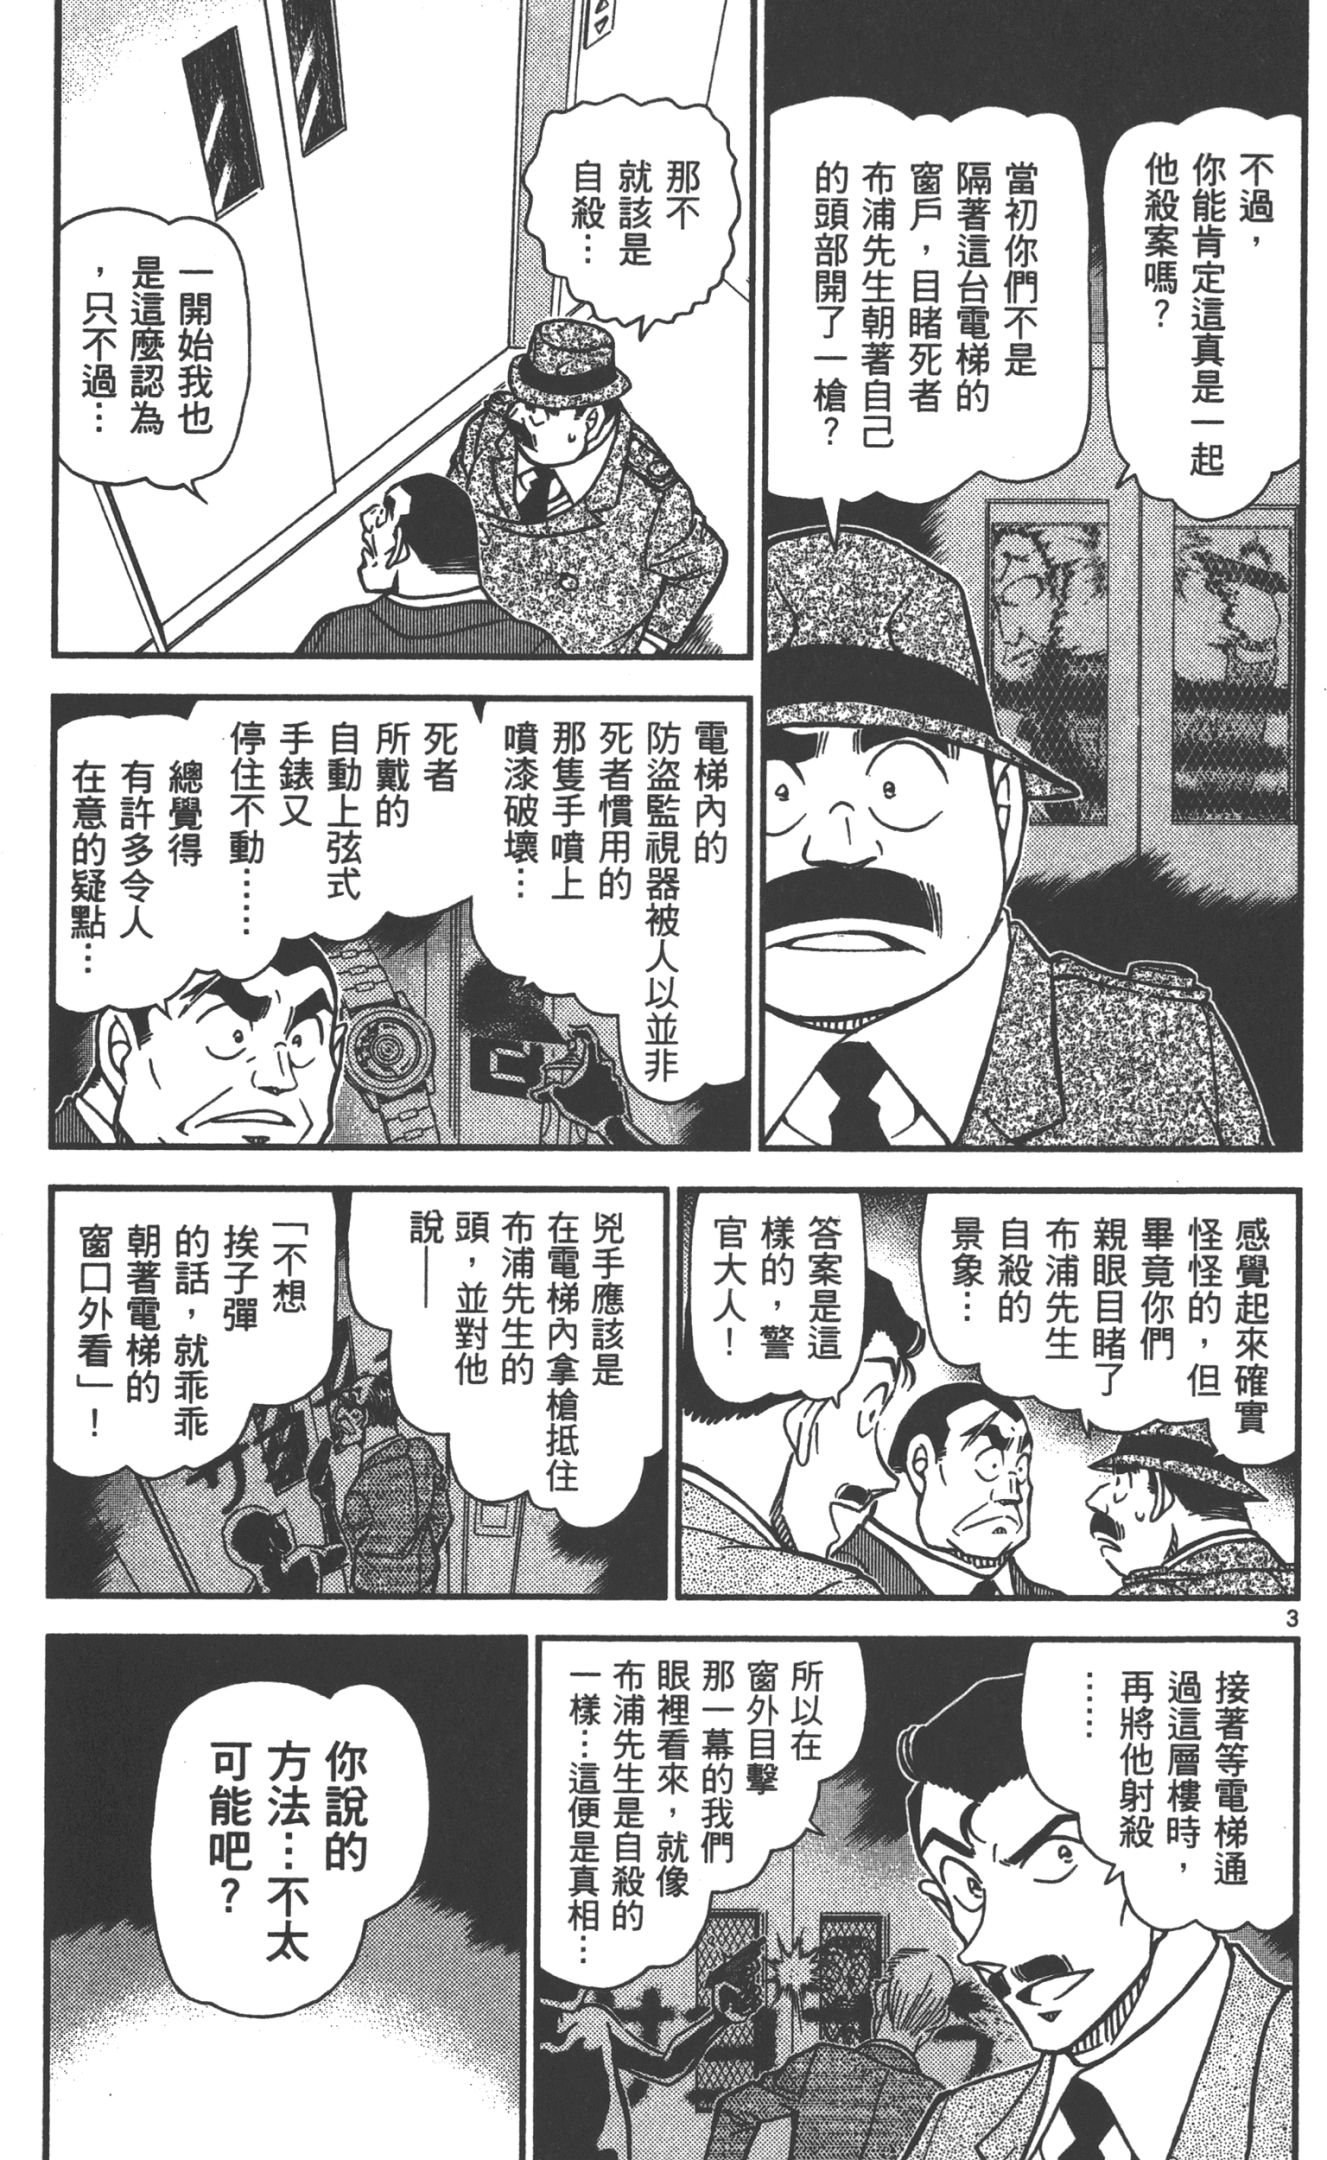 不過，
你能肯定這真是一起
他殺案嗎？
當初你們不是
隔著這台電梯的
窗戶，目睹死者
布浦先生朝著自己
的頭部開了一槍？
那不
就該是
自殺…
一開始我也
是這麼認為
，只不過…
電梯內的
防盜監視器被人以並非
死者慣用的
那隻手噴上
噴漆破壞…
死者
所戴的
自動上弦式
手錶又
停住不動……
總覺得
有許多令人
在意的疑點…
感覺起來確實
怪怪的，但
畢竟你們
親眼目睹了
布浦先生
自殺的
景象…
答案是這
樣的，警
官大人！
兇手應該是
在電梯內拿槍抵住
布浦先生的
頭，並對他
說——
「不想
挨子彈
的話，就乖乖
朝著電梯的
窗口外看」！
3
接著等電梯通
過這層樓時，
再將他射殺
……
所以在
窗外目擊
那一幕的我們
眼裡看來，就像
布浦先生是自殺的
一樣…這便是真相…
你說的
方法…不太
可能吧？